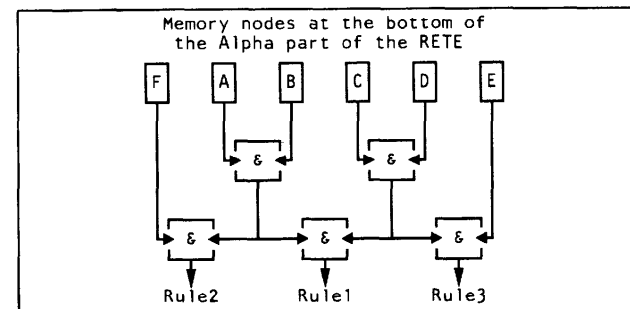 Memory nodes at the bottom of
the Alpha part of the RETE
F A B C D E
& &
& & &
Rule2 Rule1 Rule3